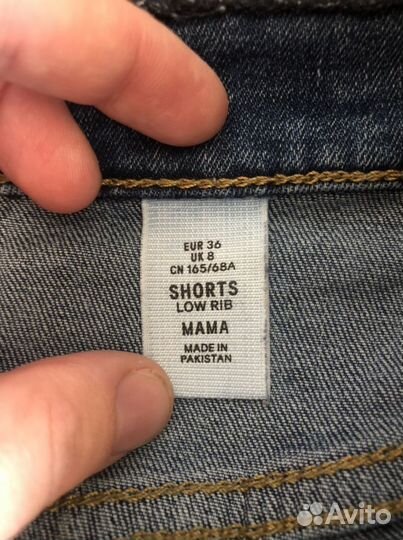 EUR 36
UK 8
CN 165/68A
SHORTS
LOW RIB
MAMA
MADE IN
PAKISTAN
Avito